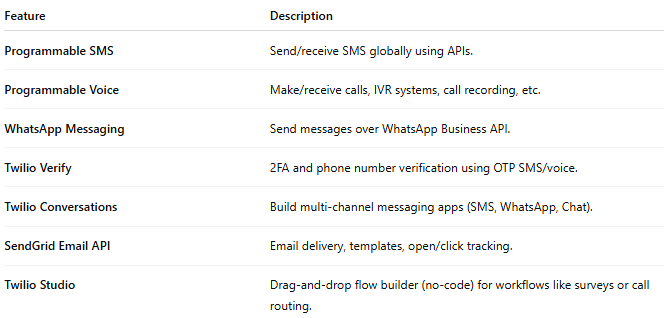 Feature Description
Programmable SMS Send/receive SMS globally using APIs.
Programmable Voice Make/receive calls, IVR systems, call recording, etc.
WhatsApp Messaging Send messages over WhatsApp Business API.
Twilio Verify 2FA and phone number verification using OTP SMS/voice.
Twilio Conversations Build multi-channel messaging apps (SMS, WhatsApp, Chat).
SendGrid Email API Email delivery, templates, open/click tracking.
Twilio Studio Drag-and-drop flow builder (no-code) for workflows like surveys or call
routing.